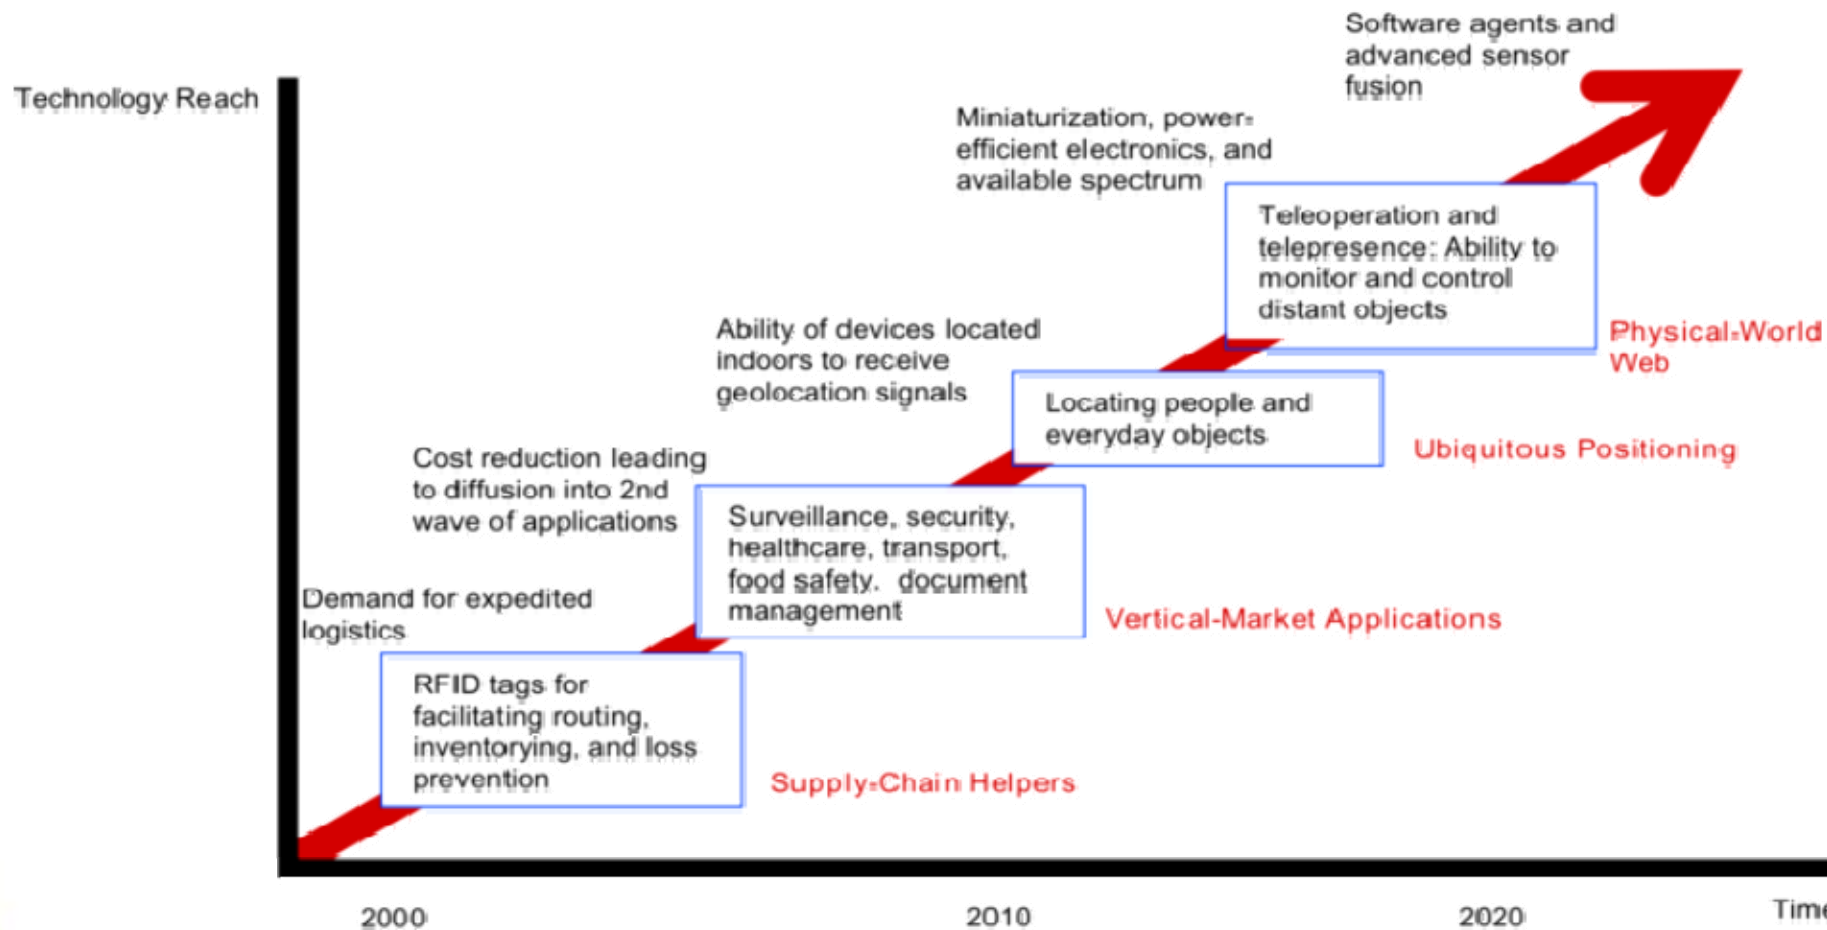 Software agents and
advanced sensor
fusion
Technology Reach
Miniaturization, power-
efficient electronics, and
available spectrum
Teleoperation and
telepresence: Ability to
monitor and control
distant objects
Physical-World
Web
Ability of devices located
indoors to receive
geolocation signals
Locating people and
everyday objects
Ubiquitous Positioning
Cost reduction leading
to diffusion into 2nd
wave of applications
Surveillance, security,
healthcare, transport,
food safety. document
management
Vertical-Market Applications
Demand for expedited
logistics
RFID tags for
facilitating routing,
inventorying, and loss
prevention
Supply-Chain Helpers
2000 2010 2020 Time